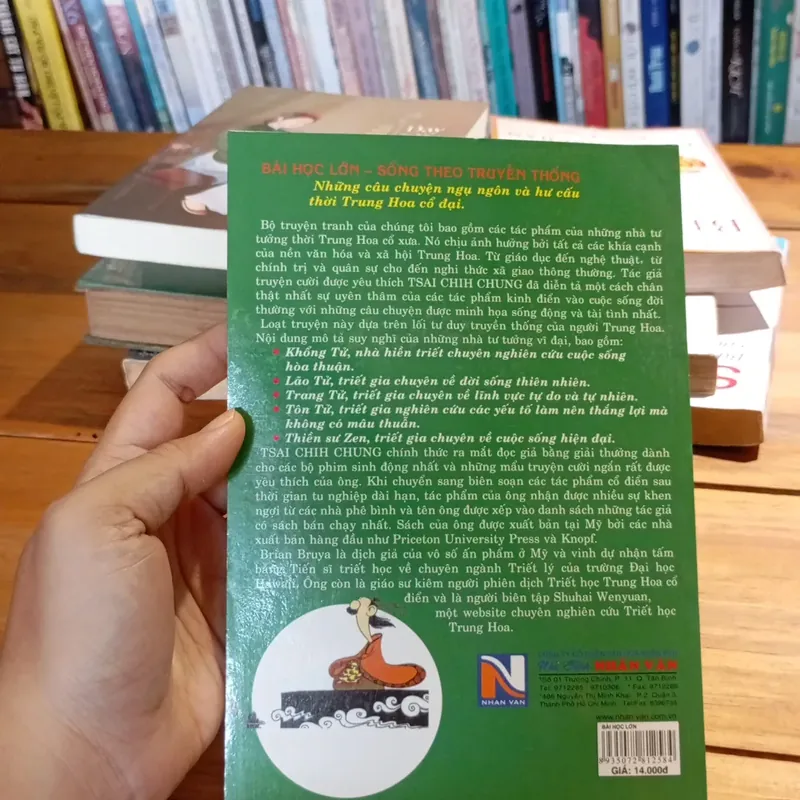 BÀI HỌC LỚN – SỐNG THEO TRUYỀN THỐNG
Những câu chuyện ngụ ngôn và hư cấu
thời Trung Hoa cổ đại.
Bộ truyện tranh của chúng tôi bao gồm các tác phẩm của những nhà tư
tưởng thời Trung Hoa cổ xưa. Nó chịu ảnh hưởng bởi tất cả các khía cạnh
của nền văn hóa và xã hội Trung Hoa. Từ giáo dục đến nghệ thuật, từ
chính trị và quân sự cho đến nghi thức xã giao thông thường. Tác giả
truyện cười được yêu thích TSAI CHIH CHUNG đã diễn tả một cách chân
thật nhất sự uyên thâm của các tác phẩm kinh điển vào cuộc sống đời
thường với những câu chuyện được minh họa sống động và tài tình nhất.
Loạt truyện này dựa trên lối tư duy truyền thống của người Trung Hoa.
Nội dung mô tả suy nghĩ của những nhà tư tưởng vĩ đại, bao gồm:
• Khổng Tử, nhà hiền triết chuyên nghiên cứu cuộc sống
hòa thuận.
• Lão Tử, triết gia chuyên về đời sống thiên nhiên.
• Trang Tử, triết gia chuyên về lĩnh vực tự do và tự nhiên.
• Tôn Tử, triết gia nghiên cứu các yếu tố làm nên thắng lợi mà
không có mâu thuẫn.
• Thiền sư Zen, triết gia chuyên về cuộc sống hiện đại.
TSAI CHIH CHUNG chính thức ra mắt đọc giả bằng giải thưởng dành
cho các bộ phim sinh động nhất và những mẩu truyện cười ngắn rất được
yêu thích của ông. Khi chuyển sang biên soạn các tác phẩm cổ điển sau
thời gian tu nghiệp dài hạn, tác phẩm của ông nhận được nhiều sự khen
ngợi từ các nhà phê bình và tên ông được xếp vào danh sách những tác giả
có sách bán chạy nhất. Sách của ông được xuất bản tại Mỹ bởi các nhà
xuất bản hàng đầu như Priceton University Press và Knopf.
Brian Bruya là dịch giả của vô số ấn phẩm ở Mỹ và vinh dự nhận tấm
bằng Tiến sĩ triết học về chuyên ngành Triết lý của trường Đại học
Hawaii. Ông còn là giáo sư kiêm người phiên dịch Triết học Trung Hoa cổ
điển và là người biên tập Shuhai Wenyuan,
một website chuyên nghiên cứu Triết học
Trung Hoa.
NHÂN VĂN
NHAN VAN
Số 01 Trường Chinh, P. 11, Q. Tân Bình
www.nhanvan.com.vn
BÀI HỌC LỚN
8935072812584
GIÁ: 14.000đ